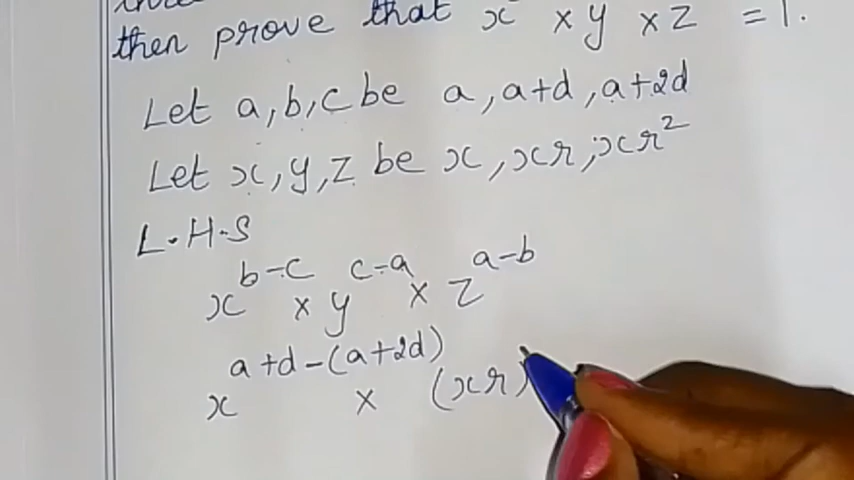 then prove that x × y × z = 1.
Let a, b, c be a, a+d, a+2d
Let x, y, z be x, xr, xr²
L.H.S
x^(b-c) × y^(c-a) × z^(a-b)
x^(a+d-(a+2d)) × (xr)